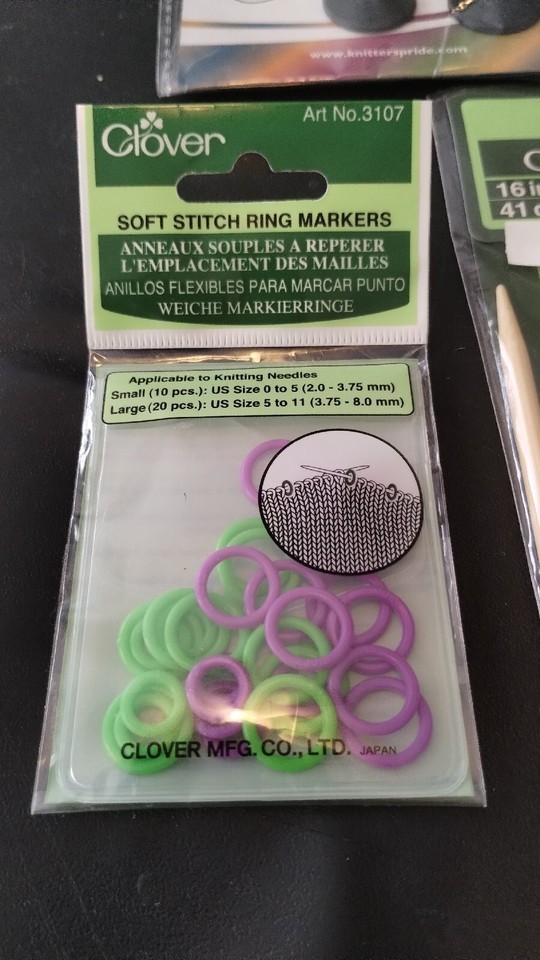 www.knitterspride.com
Clover
Art No.3107
SOFT STITCH RING MARKERS
ANNEAUX SOUPLES A REPERER
L'EMPLACEMENT DES MAILLES
ANILLOS FLEXIBLES PARA MARCAR PUNTO
WEICHE MARKIERRINGE
Applicable to Knitting Needles
Small (10 pcs.): US Size 0 to 5 (2.0 - 3.75 mm)
Large (20 pcs.): US Size 5 to 11 (3.75 - 8.0 mm)
CLOVER MFG. CO., LTD. JAPAN
16
41